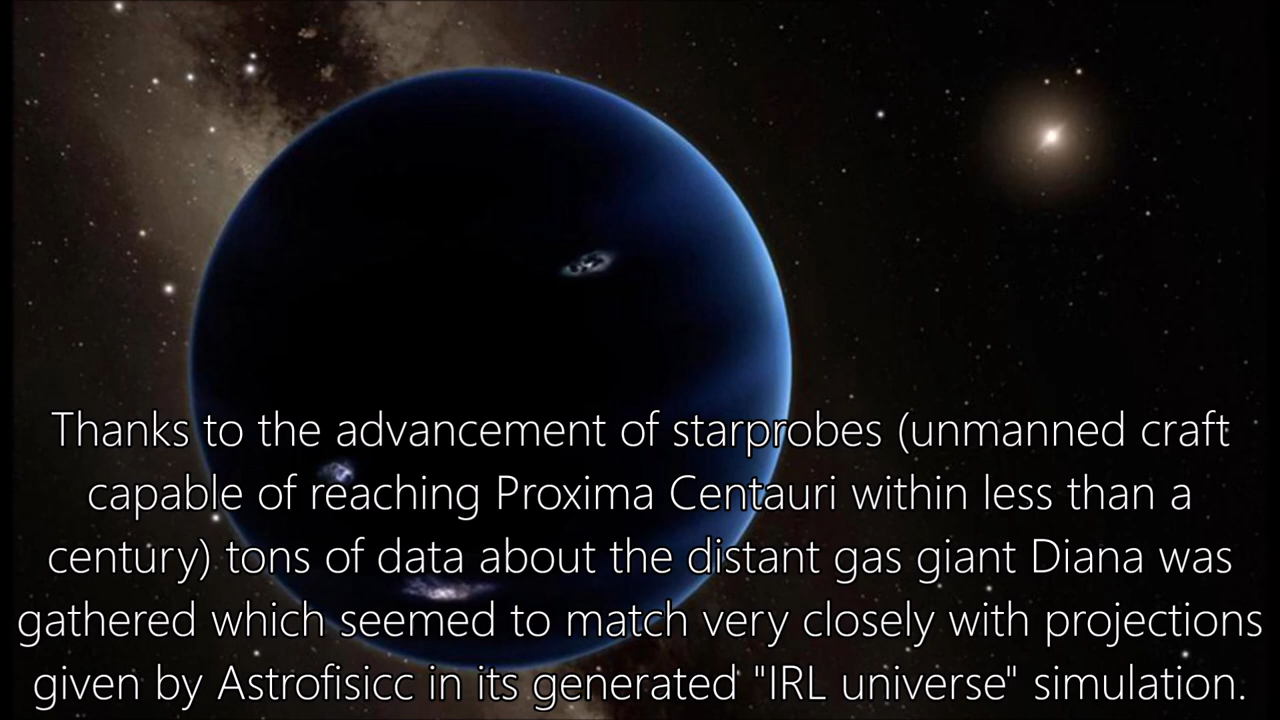 Thanks to the advancement of starprobes (unmanned craft
capable of reaching Proxima Centauri within less than a
century) tons of data about the distant gas giant Diana was
gathered which seemed to match very closely with projections
given by Astrofisicc in its generated "IRL universe" simulation.